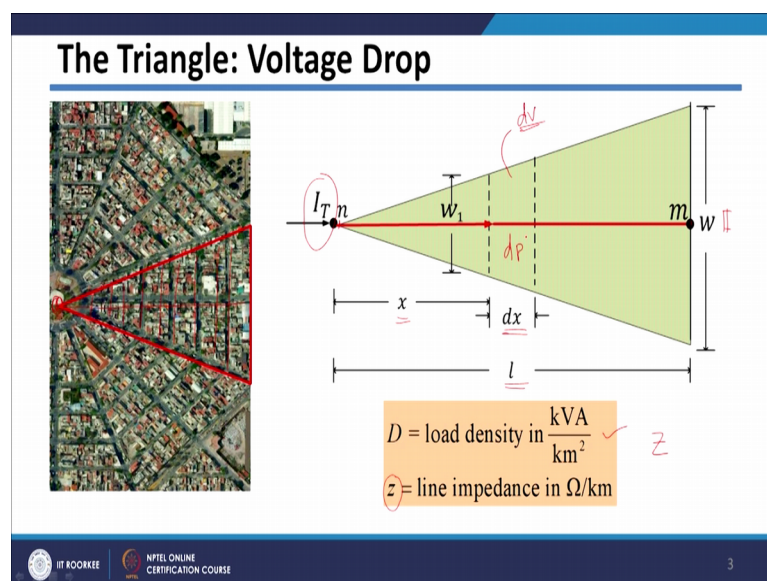 The Triangle: Voltage Drop
dv
I_T n
w₁
m
w
dp
x
dx
l
D = load density in kVA/km²
z
z = line impedance in Ω/km
IIT ROORKEE
NPTEL ONLINE
CERTIFICATION COURSE
3